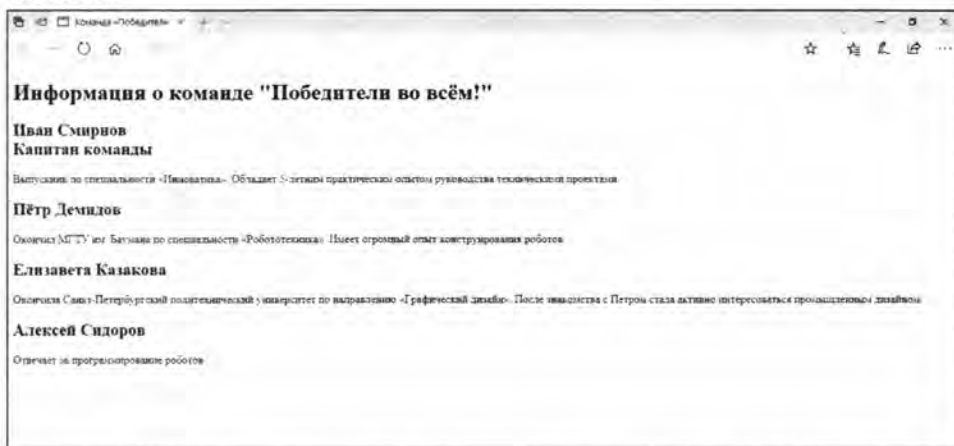 Команда «Победители»
Информация о команде "Победители во всём!"
Иван Смирнов
Капитан команды
Выпускник по специальности «Инноватика». Обладает 5-летним практическим опытом руководства техническими проектами.
Пётр Демидов
Окончил МГТУ им. Баумана по специальности «Робототехника». Имеет огромный опыт конструирования роботов.
Елизавета Казакова
Окончила Санкт-Петербургский политехнический университет по направлению «Графический дизайн». После знакомства с Петром стала активно интересоваться промышленным дизайном.
Алексей Сидоров
Отвечает за программирование роботов.